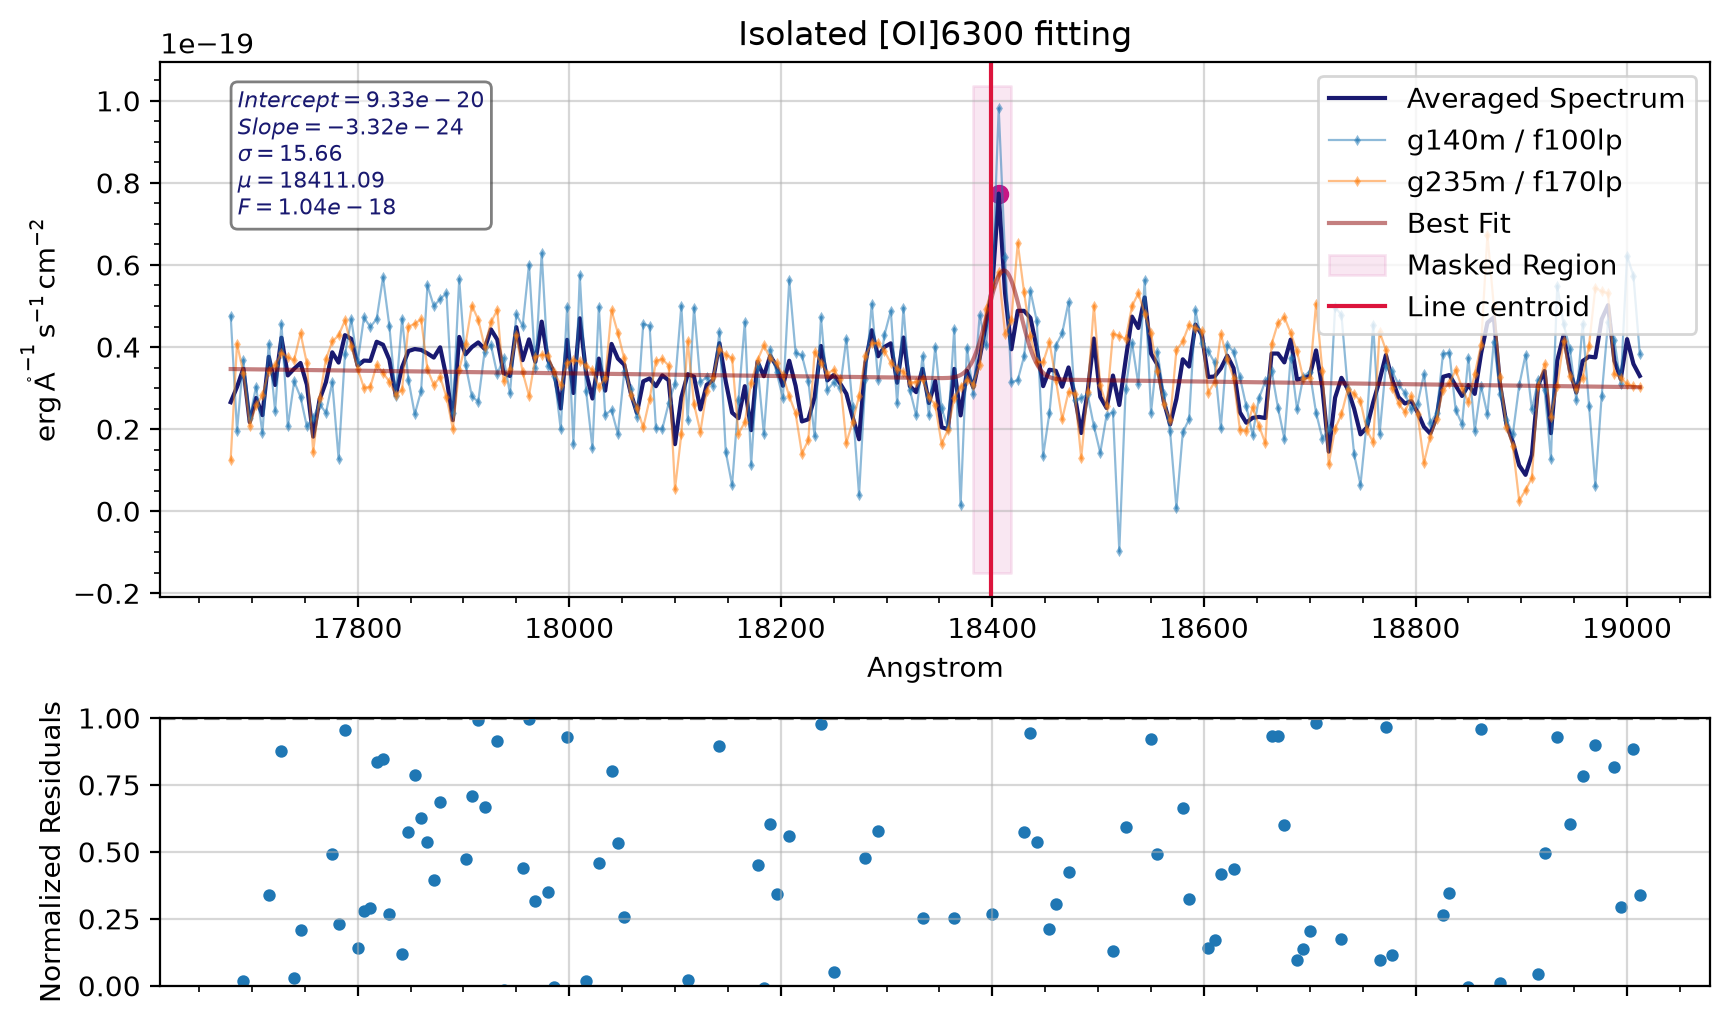 Isolated [OI]6300 fitting
1e−19
Intercept = 9.33e − 20
Slope = −3.32e − 24
σ = 15.66
μ = 18411.09
F = 1.04e − 18
Averaged Spectrum
g140m / f100lp
g235m / f170lp
Best Fit
Masked Region
Line centroid
1.0
0.8
0.6
0.4
0.2
0.0
−0.2
erg Å⁻¹ s⁻¹ cm⁻²
17800 18000 18200 18400 18600 18800 19000
Angstrom
1.00
0.75
0.50
0.25
0.00
Normalized Residuals